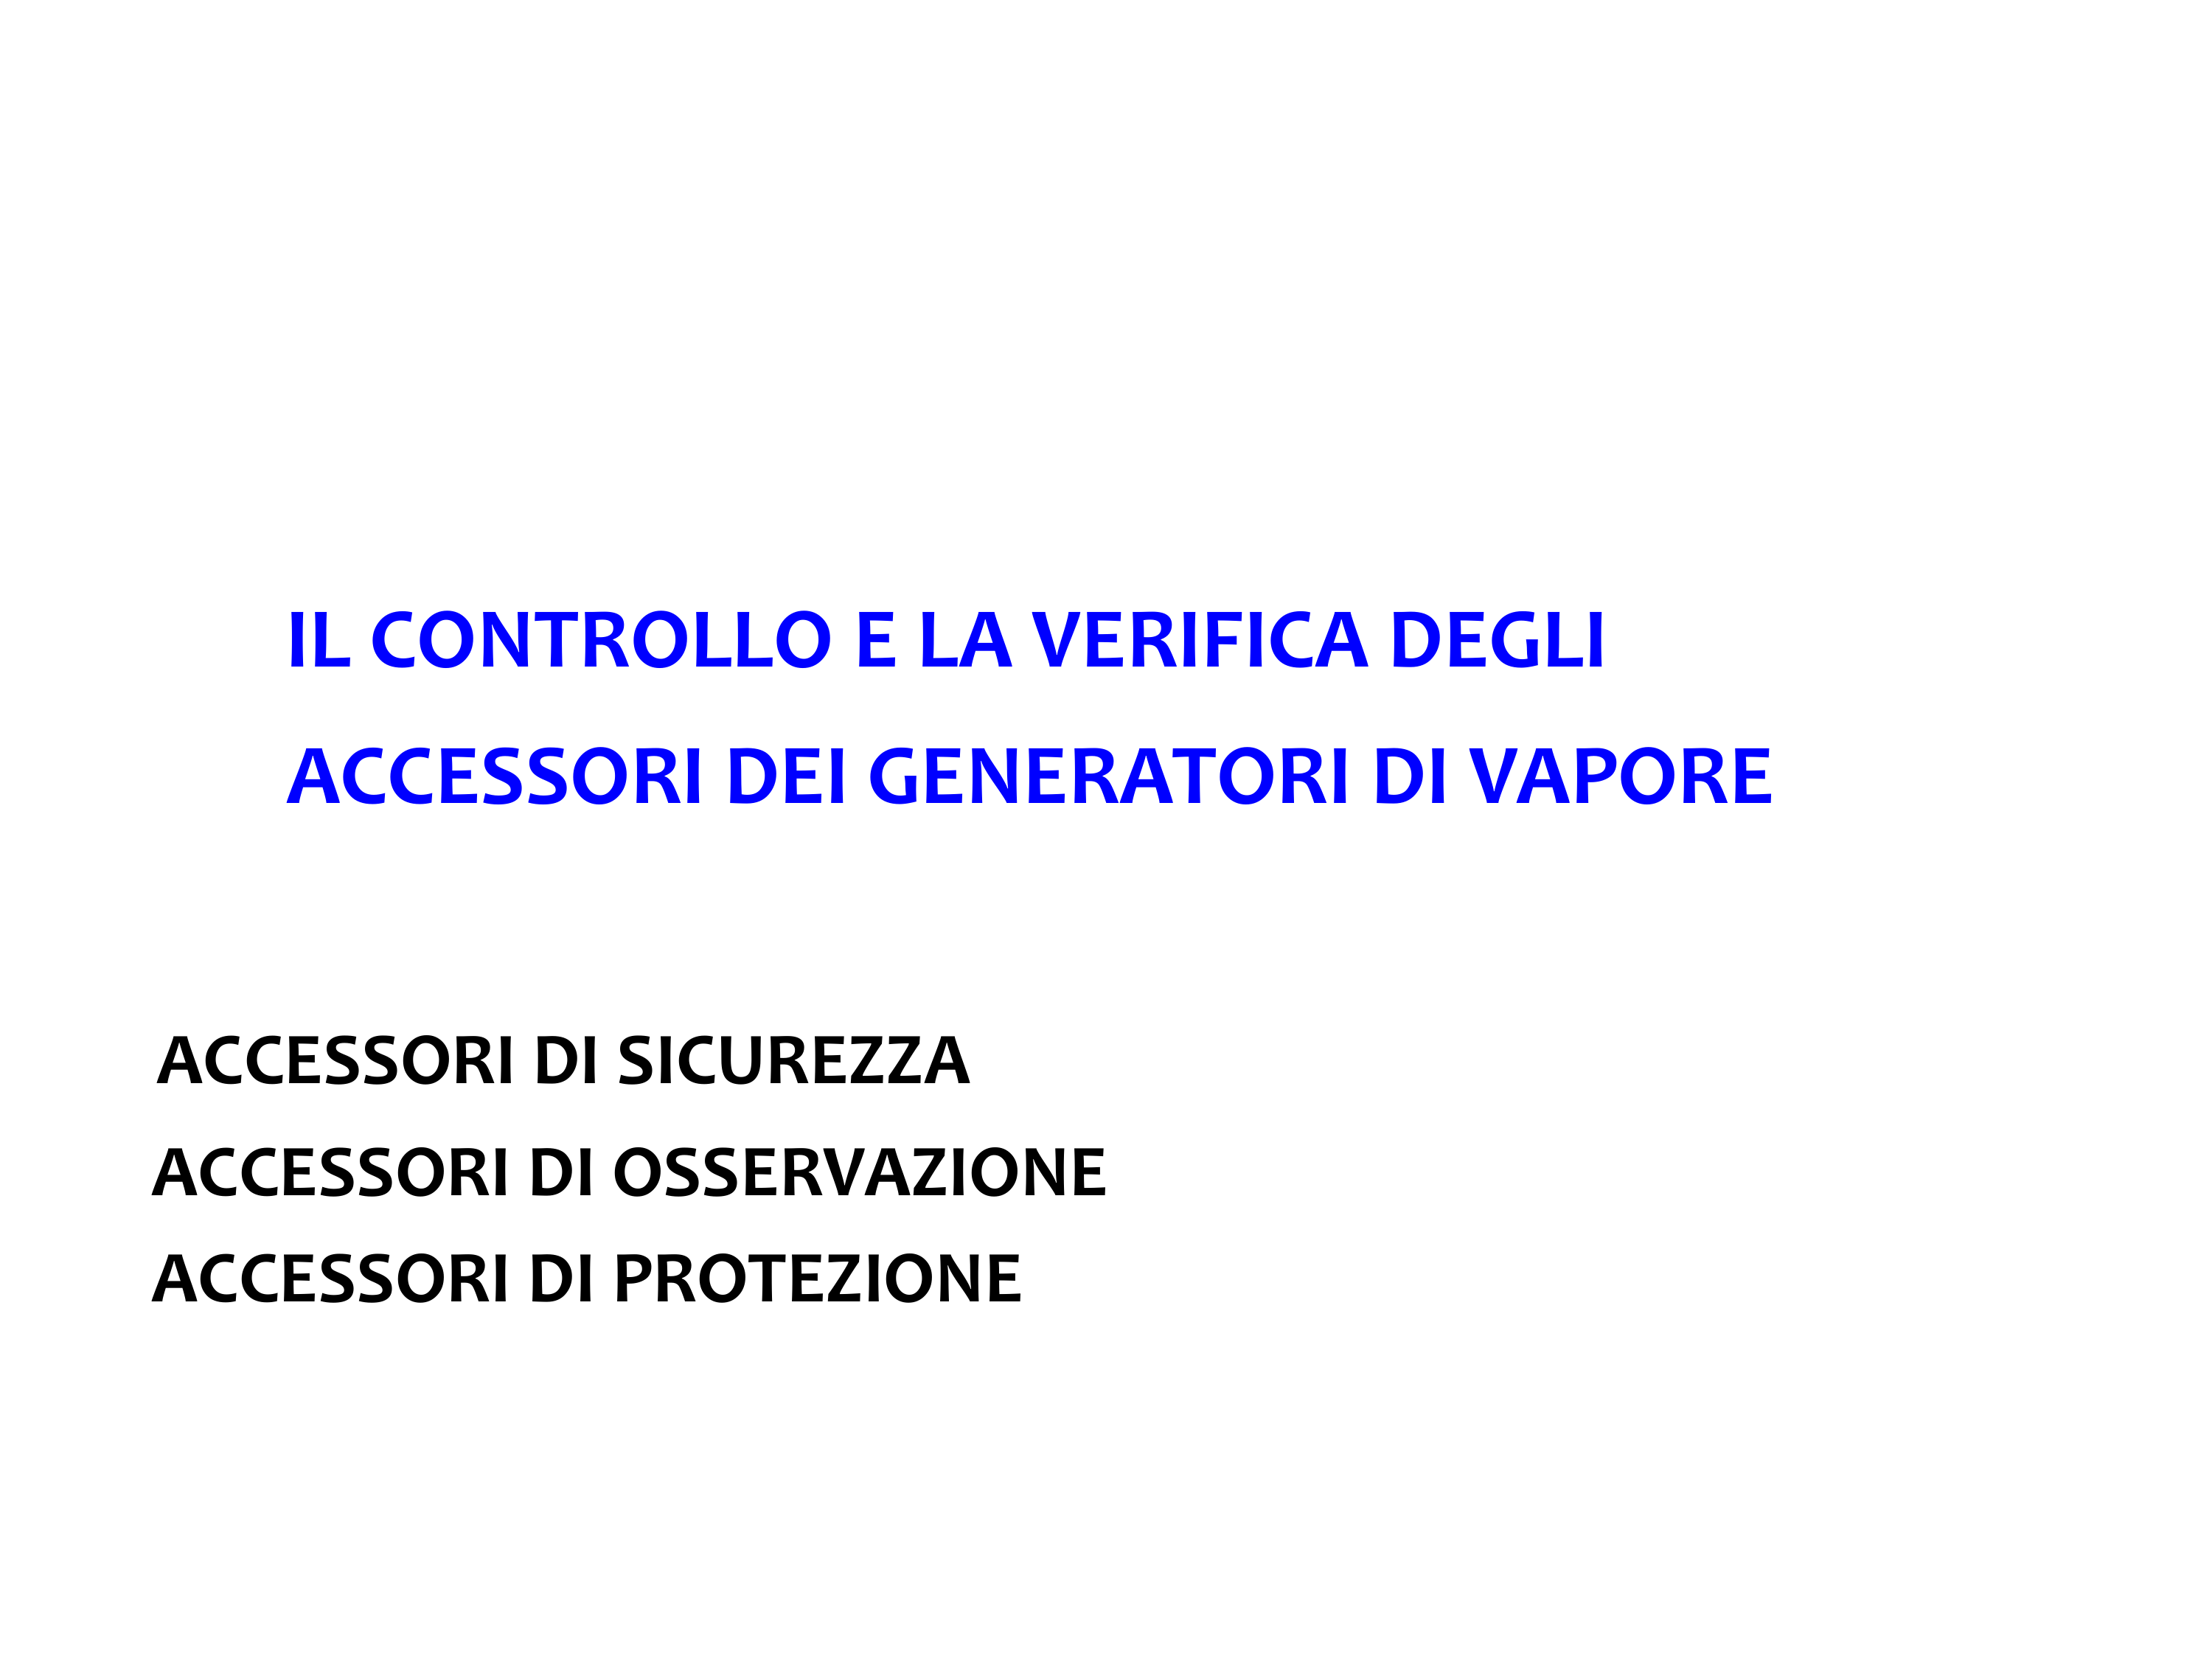 IL CONTROLLO E LA VERIFICA DEGLI
ACCESSORI DEI GENERATORI DI VAPORE
ACCESSORI DI SICUREZZA
ACCESSORI DI OSSERVAZIONE
ACCESSORI DI PROTEZIONE